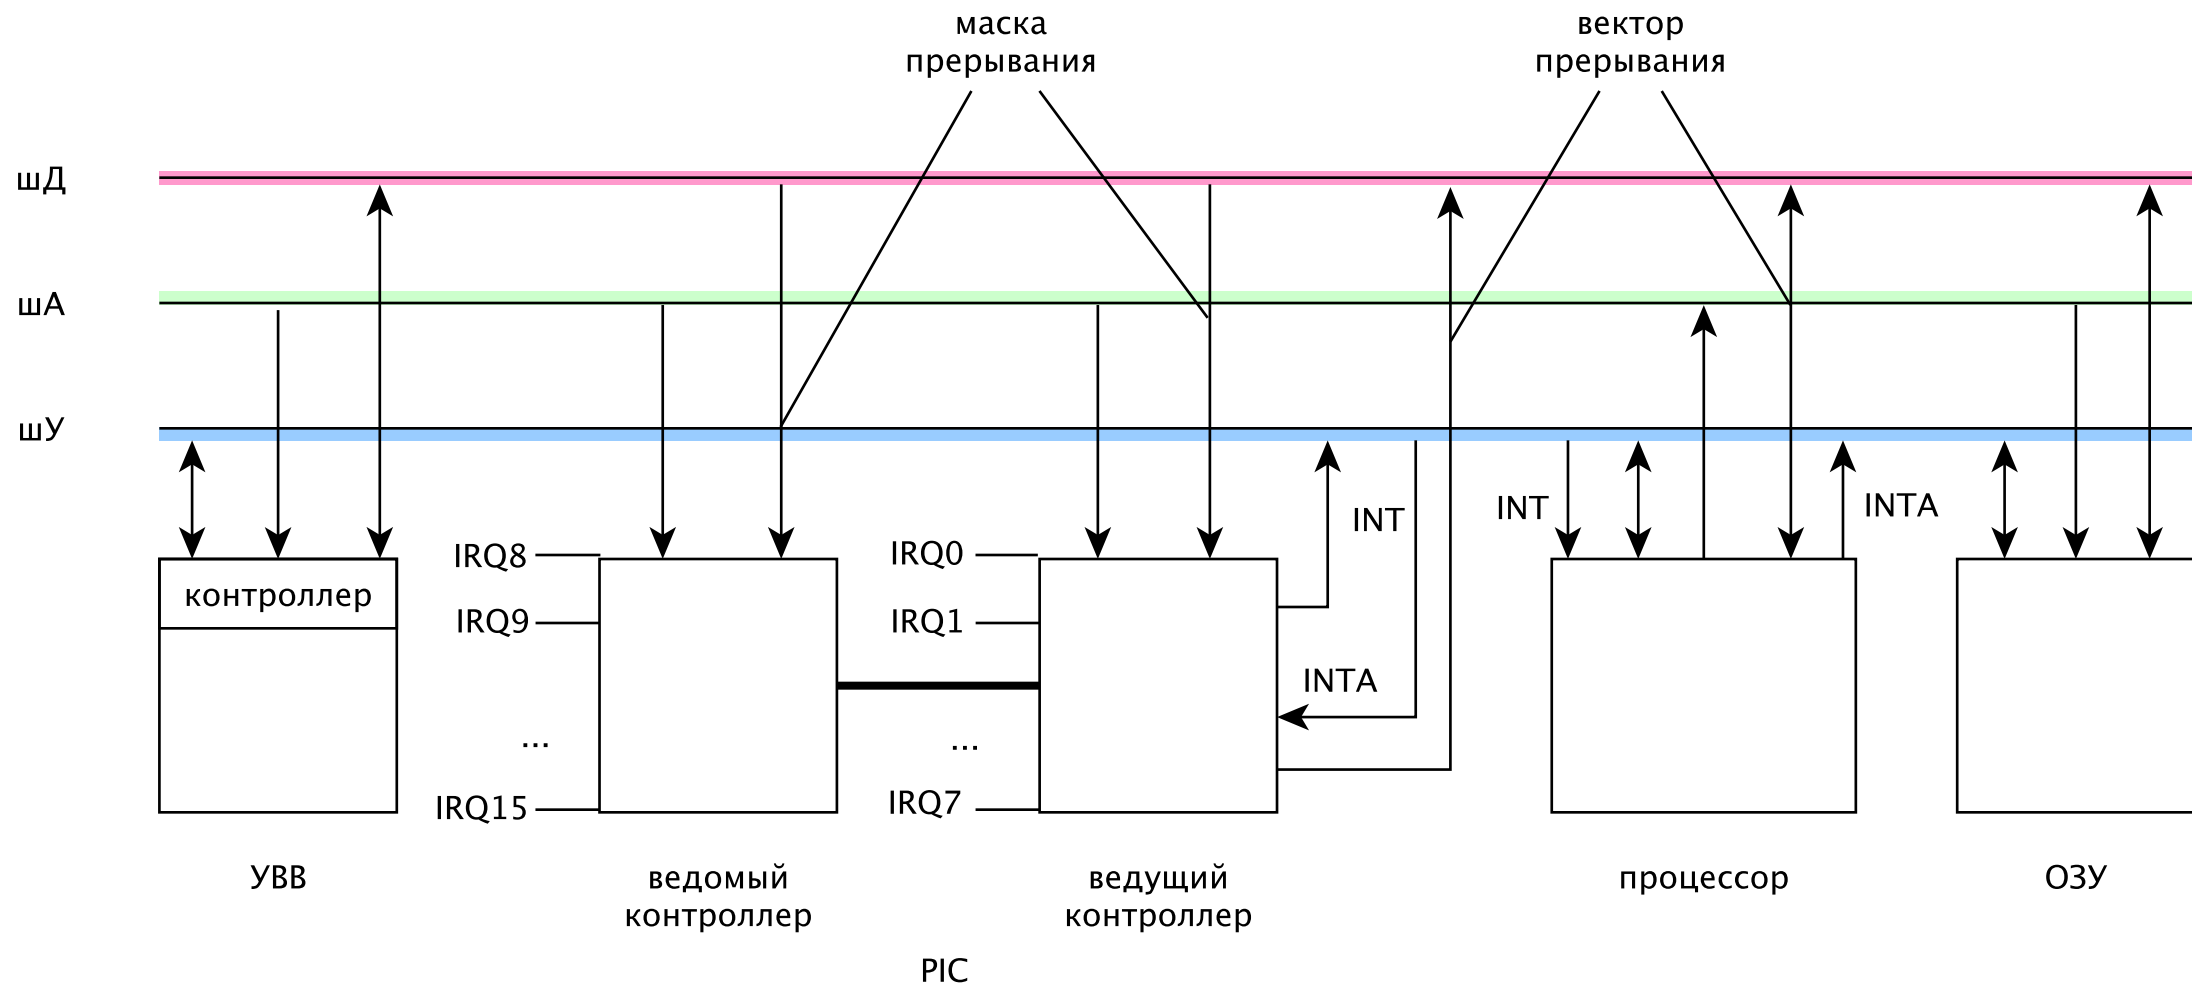 маска
прерывания
вектор
прерывания
шД
шА
шУ
INT
INT
INTA
IRQ8
IRQ0
контроллер
IRQ9
IRQ1
INTA
...
...
IRQ15
IRQ7
УВВ
ведомый
контроллер
ведущий
контроллер
процессор
ОЗУ
PIC